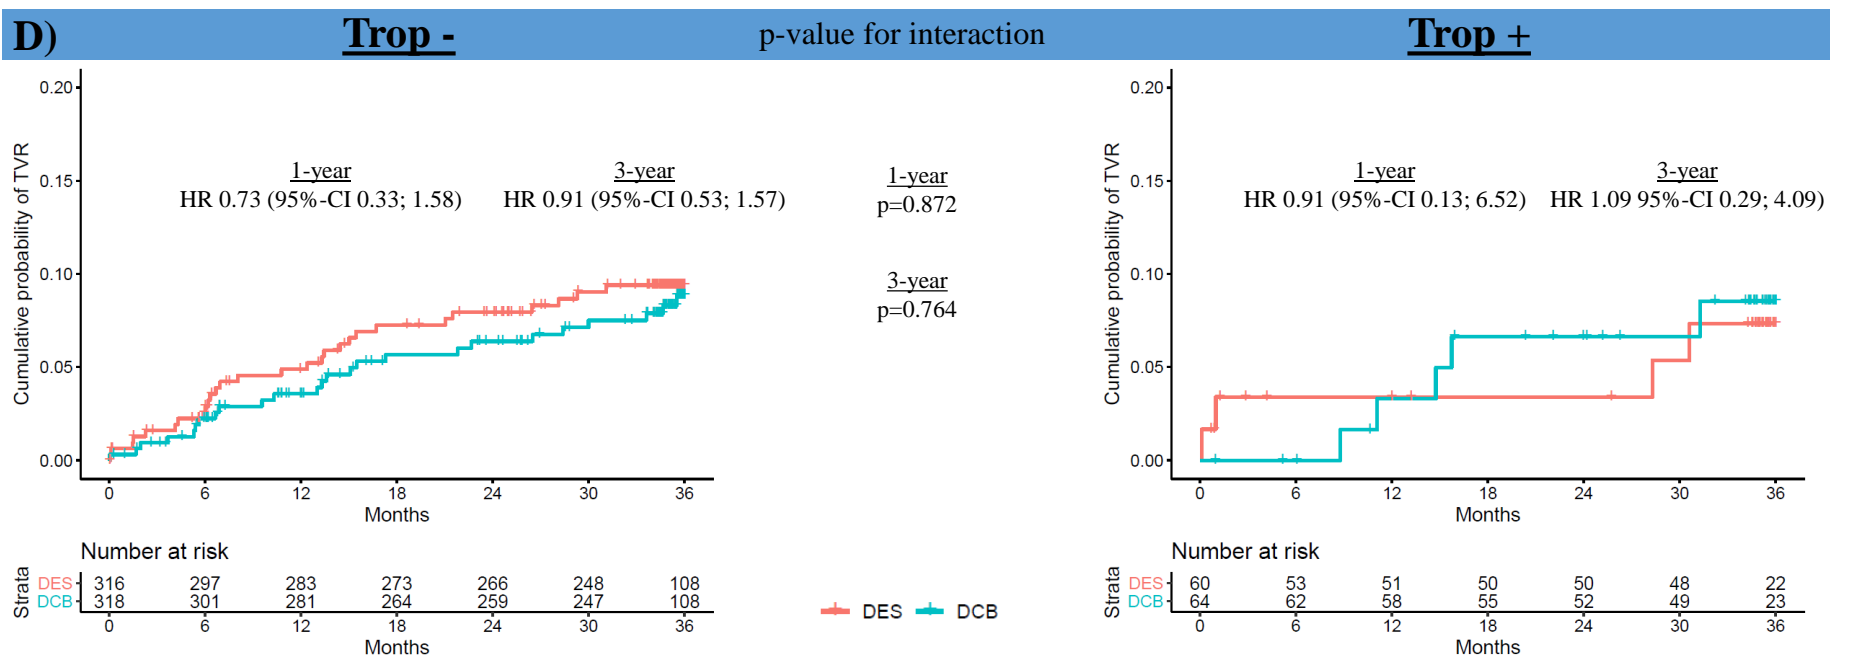 D) Trop - p-value for interaction Trop +
Cumulative probability of TVR
0.20
0.15
0.10
0.05
0.00
1-year
HR 0.73 (95%-CI 0.33; 1.58)
3-year
HR 0.91 (95%-CI 0.53; 1.57)
0 6 12 18 24 30 36
Months
1-year
p=0.872
3-year
p=0.764
Cumulative probability of TVR
0.20
0.15
0.10
0.05
0.00
1-year
HR 0.91 (95%-CI 0.13; 6.52)
3-year
HR 1.09 95%-CI 0.29; 4.09)
0 6 12 18 24 30 36
Months
Number at risk
Strata
DES 316 297 283 273 266 248 108
DCB 318 301 281 264 259 247 108
0 6 12 18 24 30 36
Months
DES DCB
Number at risk
Strata
DES 60 53 51 50 50 48 22
DCB 64 62 58 55 52 49 23
0 6 12 18 24 30 36
Months